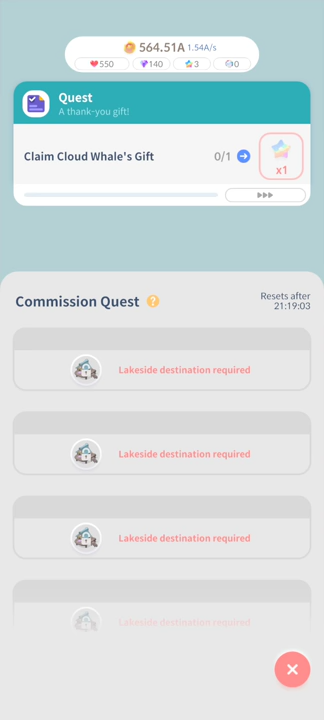 564.51A 1.54A/s
550 140 3 0
Quest
A thank-you gift!
Claim Cloud Whale's Gift 0/1
x1
Commission Quest ?
Resets after
21:19:03
Lakeside destination required
Lakeside destination required
Lakeside destination required
Lakeside destination required